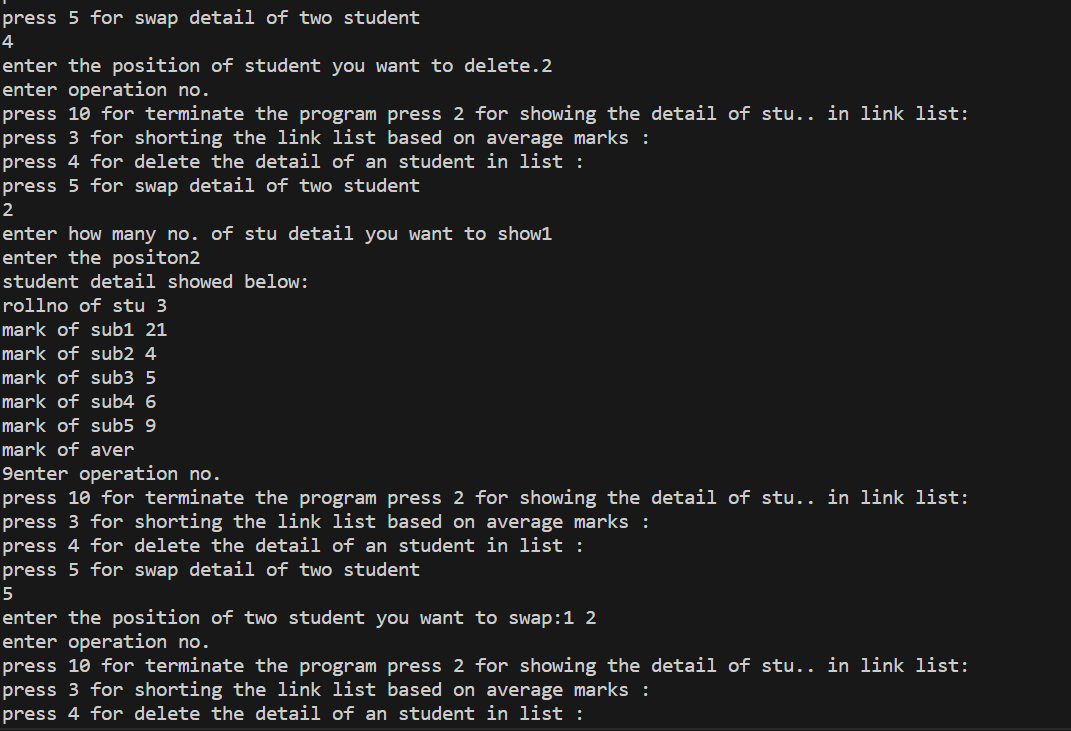 press 5 for swap detail of two student
4
enter the position of student you want to delete.2
enter operation no.
press 10 for terminate the program press 2 for showing the detail of stu.. in link list:
press 3 for shorting the link list based on average marks :
press 4 for delete the detail of an student in list :
press 5 for swap detail of two student
2
enter how many no. of stu detail you want to show1
enter the positon2
student detail showed below:
rollno of stu 3
mark of sub1 21
mark of sub2 4
mark of sub3 5
mark of sub4 6
mark of sub5 9
mark of aver
9enter operation no.
press 10 for terminate the program press 2 for showing the detail of stu.. in link list:
press 3 for shorting the link list based on average marks :
press 4 for delete the detail of an student in list :
press 5 for swap detail of two student
5
enter the position of two student you want to swap:1 2
enter operation no.
press 10 for terminate the program press 2 for showing the detail of stu.. in link list:
press 3 for shorting the link list based on average marks :
press 4 for delete the detail of an student in list :